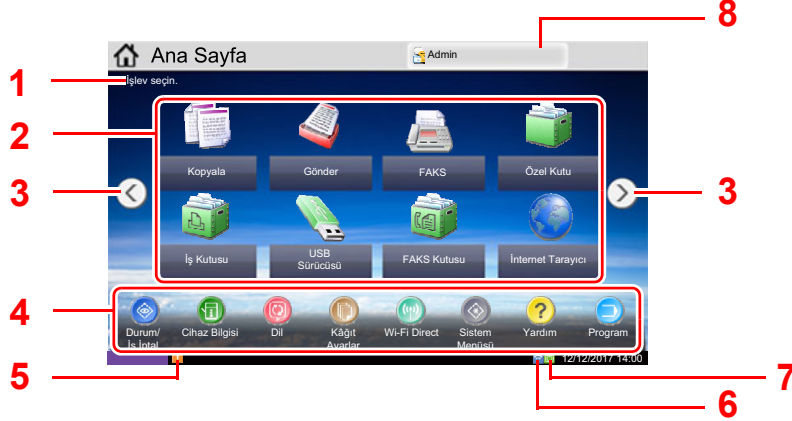 8
Ana Sayfa
Admin
1
İşlev seçin.
2
Kopyala
Gönder
FAKS
Özel Kutu
3
3
İş Kutusu
USB
Sürücüsü
FAKS Kutusu
İnternet Tarayıcı
4
Durum/
İş İptal
Cihaz Bilgisi
Dil
Kâğıt
Ayarlar
Wi-Fi Direct
Sistem
Menüsü
Yardım
Program
12/12/2017 14:00
5
7
6